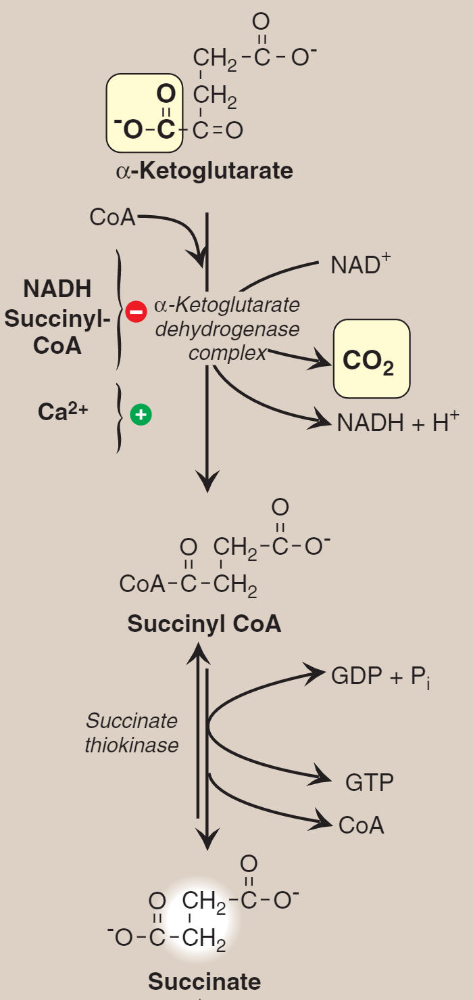 O
CH₂–C–O⁻
O CH₂
⁻O–C–C=O
α-Ketoglutarate
CoA
NAD⁺
NADH
Succinyl-
CoA
−
α-Ketoglutarate
dehydrogenase
complex
CO₂
Ca²⁺
+
NADH + H⁺
O
O CH₂–C–O⁻
CoA–C–CH₂
Succinyl CoA
GDP + Pᵢ
Succinate
thiokinase
GTP
CoA
O
O CH₂–C–O⁻
⁻O–C–CH₂
Succinate